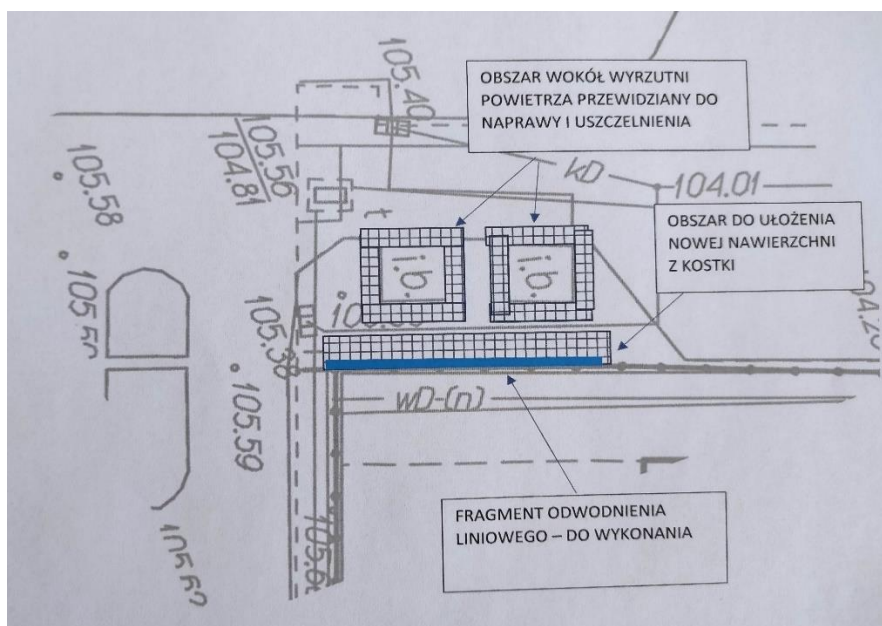 105.40
OBSZAR WOKÓŁ WYRZUTNI
POWIETRZA PRZEWIDZIANY DO
NAPRAWY I USZCZELNIENIA
105.56
104.81
105.58
kD
104.01
OBSZAR DO UŁOŻENIA
NOWEJ NAWIERZCHNI
Z KOSTKI
t
i.b.
i.b.
105.38
105.59
wD-(n)
FRAGMENT ODWODNIENIA
LINIOWEGO – DO WYKONANIA